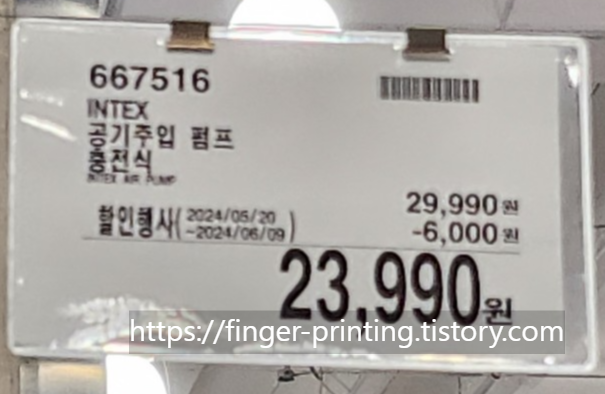 667516
INTEX
공기주입 펌프
충전식
INTEX AIR PUMP
29,990원
할인행사( 2024/05/20 ~2024/06/09 ) -6,000원
23,990원
https://finger-printing.tistory.com